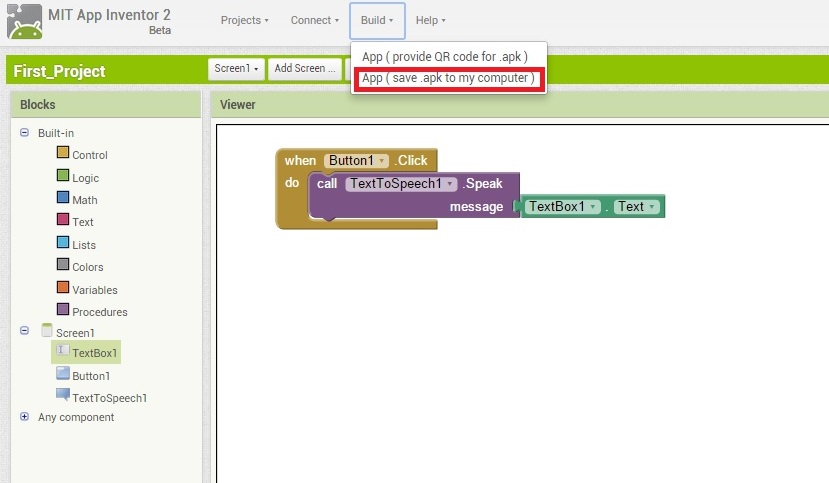 MIT App Inventor 2
Beta
Projects Connect Build Help
App ( provide QR code for .apk )
App ( save .apk to my computer )
First_Project
Screen1 Add Screen ...
Blocks
Viewer
Built-in
Control
Logic
Math
Text
Lists
Colors
Variables
Procedures
Screen1
TextBox1
Button1
TextToSpeech1
Any component
when Button1 .Click
do call TextToSpeech1 .Speak
message TextBox1 . Text